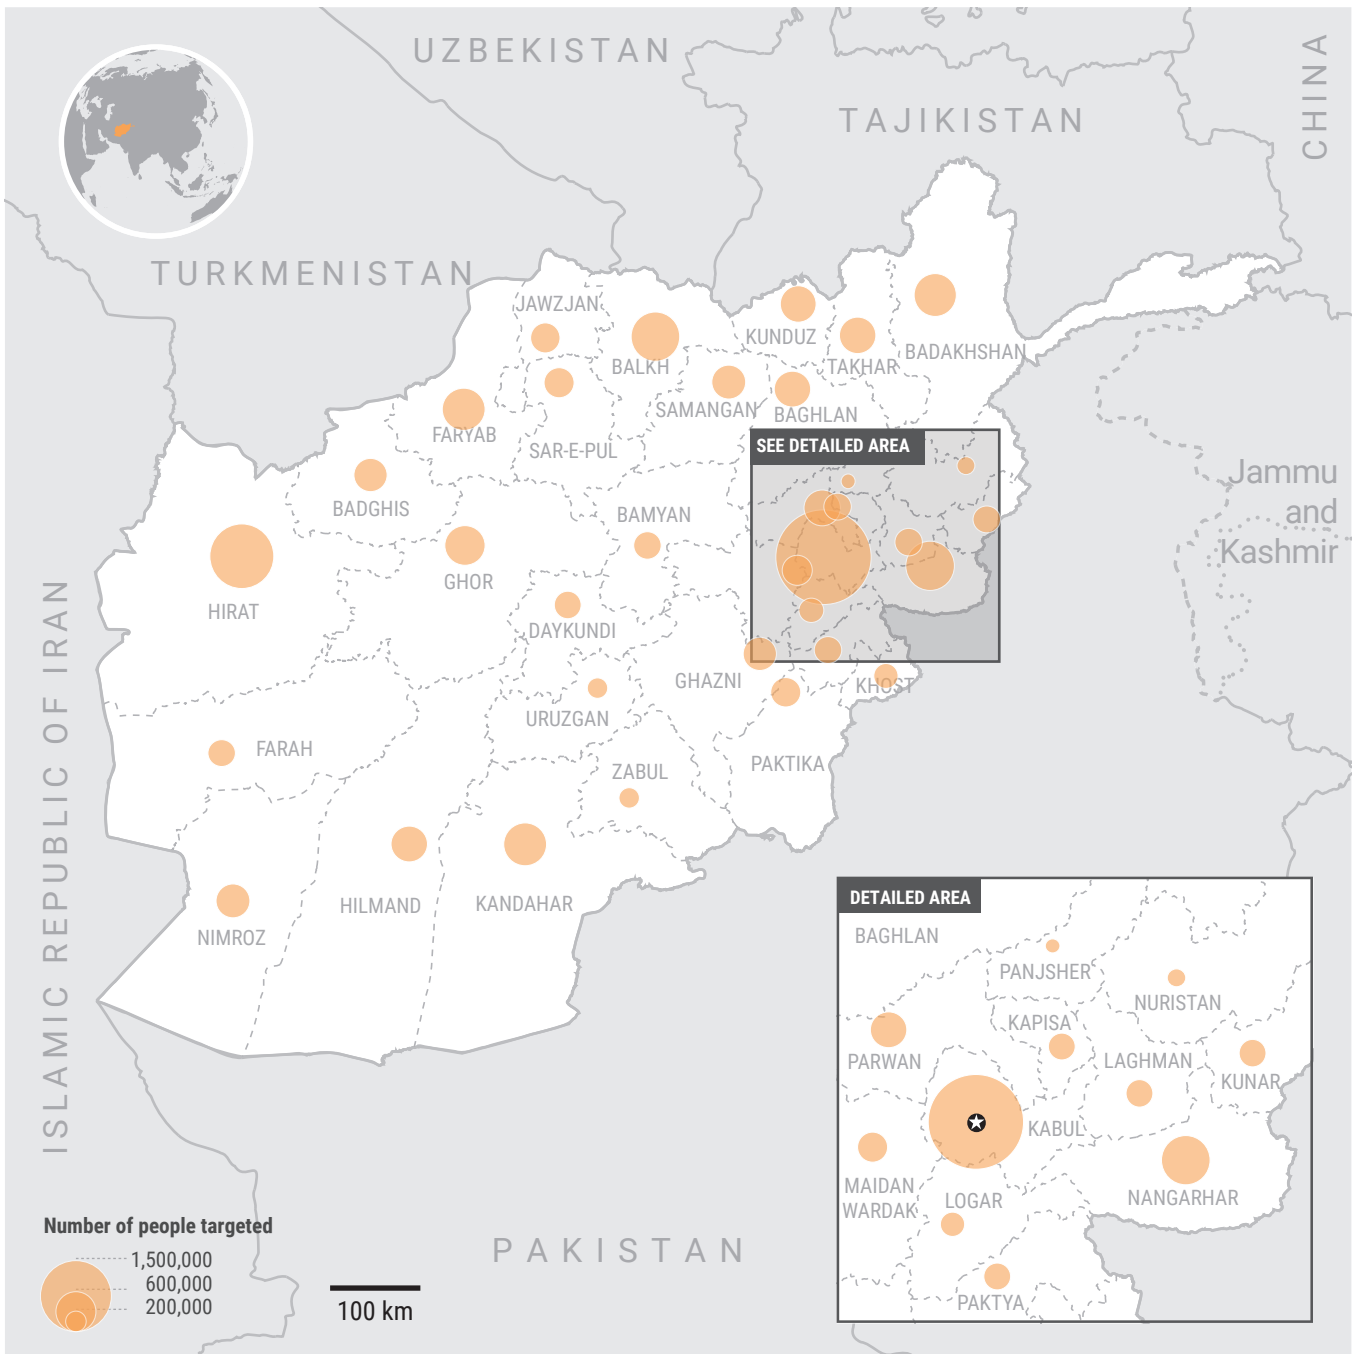 UZBEKISTAN
CHINA
TAJIKISTAN
TURKMENISTAN
JAWZJAN
KUNDUZ
BALKH
TAKHAR
BADAKHSHAN
SAMANGAN
BAGHLAN
FARYAB
SAR-E-PUL
SEE DETAILED AREA
Jammu
and
Kashmir
BADGHIS
BAMYAN
GHOR
HIRAT
DAYKUNDI
GHAZNI
KHOST
URUZGAN
FARAH
ZABUL
PAKTIKA
HILMAND
KANDAHAR
NIMROZ
ISLAMIC REPUBLIC OF IRAN
DETAILED AREA
BAGHLAN
PANJSHER
NURISTAN
KAPISA
PARWAN
LAGHMAN
KUNAR
KABUL
MAIDAN
WARDAK
LOGAR
NANGARHAR
PAKTYA
PAKISTAN
Number of people targeted
1,500,000
600,000
200,000
100 km